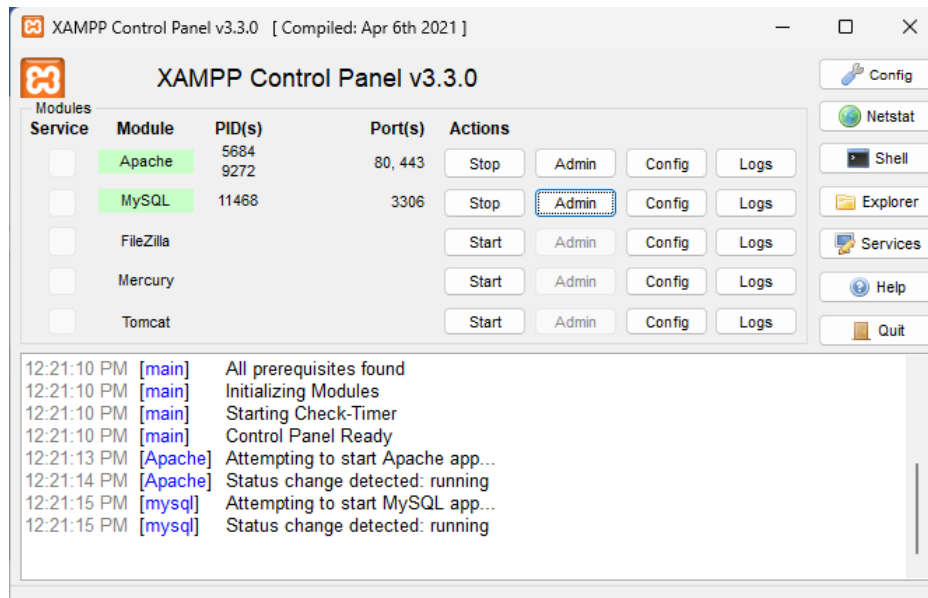 XAMPP Control Panel v3.3.0 [ Compiled: Apr 6th 2021 ]
XAMPP Control Panel v3.3.0
Config
Modules
Service Module PID(s) Port(s) Actions
Netstat
Apache 5684 9272 80, 443 Stop Admin Config Logs
Shell
MySQL 11468 3306 Stop Admin Config Logs
Explorer
FileZilla Start Admin Config Logs
Services
Mercury Start Admin Config Logs
Help
Tomcat Start Admin Config Logs
Quit
12:21:10 PM [main] All prerequisites found
12:21:10 PM [main] Initializing Modules
12:21:10 PM [main] Starting Check-Timer
12:21:10 PM [main] Control Panel Ready
12:21:13 PM [Apache] Attempting to start Apache app...
12:21:14 PM [Apache] Status change detected: running
12:21:15 PM [mysql] Attempting to start MySQL app...
12:21:15 PM [mysql] Status change detected: running